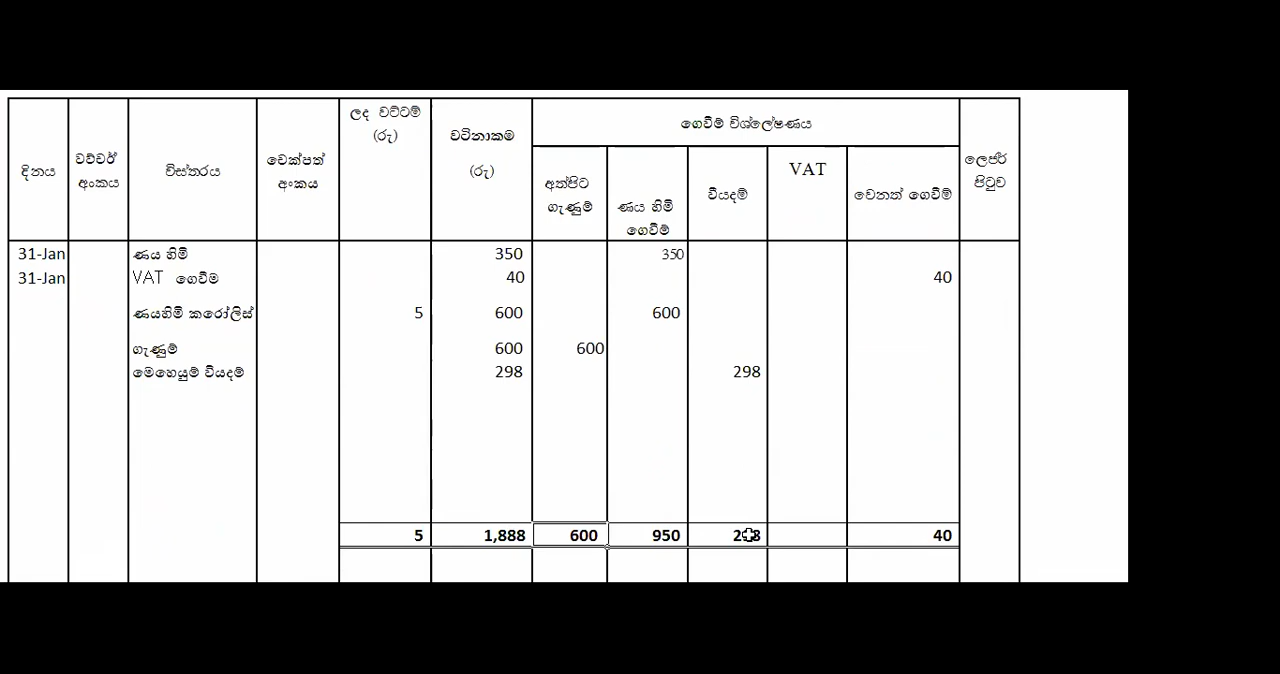 දිනය
වව්චර් අංකය
විස්තරය
චෙක්පත් අංකය
ලද වට්ටම් (රු)
වටිනාකම (රු)
ගෙවීම් විශ්ලේෂණය
අත්පිට ගැණුම්
ණය හිමි ගෙවීම්
වියදම්
VAT
වෙනත් ගෙවීම්
ලෙජර් පිටුව
31-Jan ණය හිමි 350 350
31-Jan VAT ගෙවීම 40 40
ණයහිමි කරෝලිස් 5 600 600
ගැණුම් 600 600
මෙහෙයුම් වියදම් 298 298
5 1,888 600 950 40